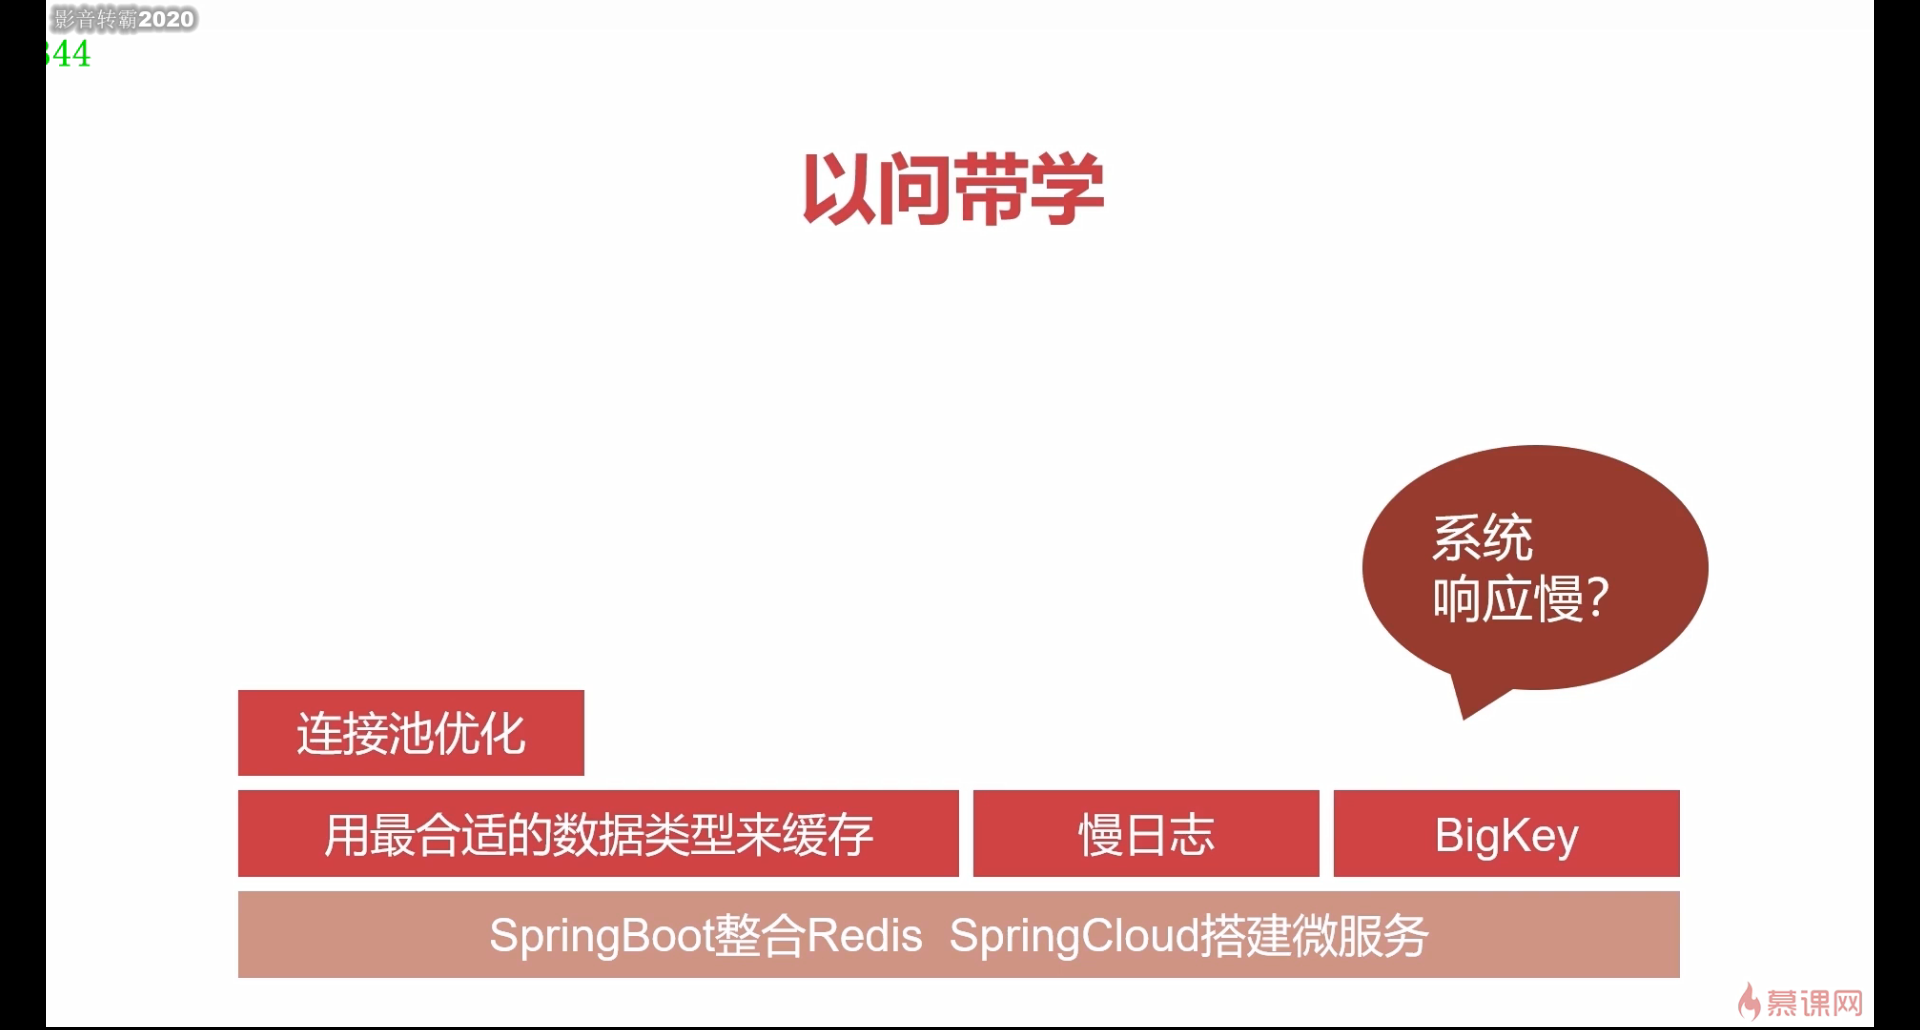 影音转霸2020
344
以问带学
系统
响应慢?
连接池优化
用最合适的数据类型来缓存
慢日志
BigKey
SpringBoot整合Redis SpringCloud搭建微服务
慕课网